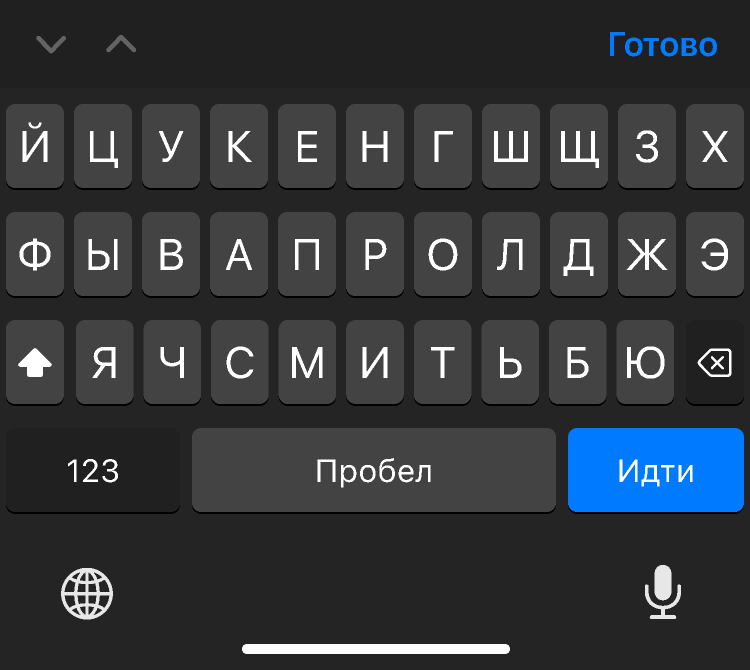 Готово
Й Ц У К Е Н Г Ш Щ З Х
Ф Ы В А П Р О Л Д Ж Э
Я Ч С М И Т Ь Б Ю
123 Пробел Идти